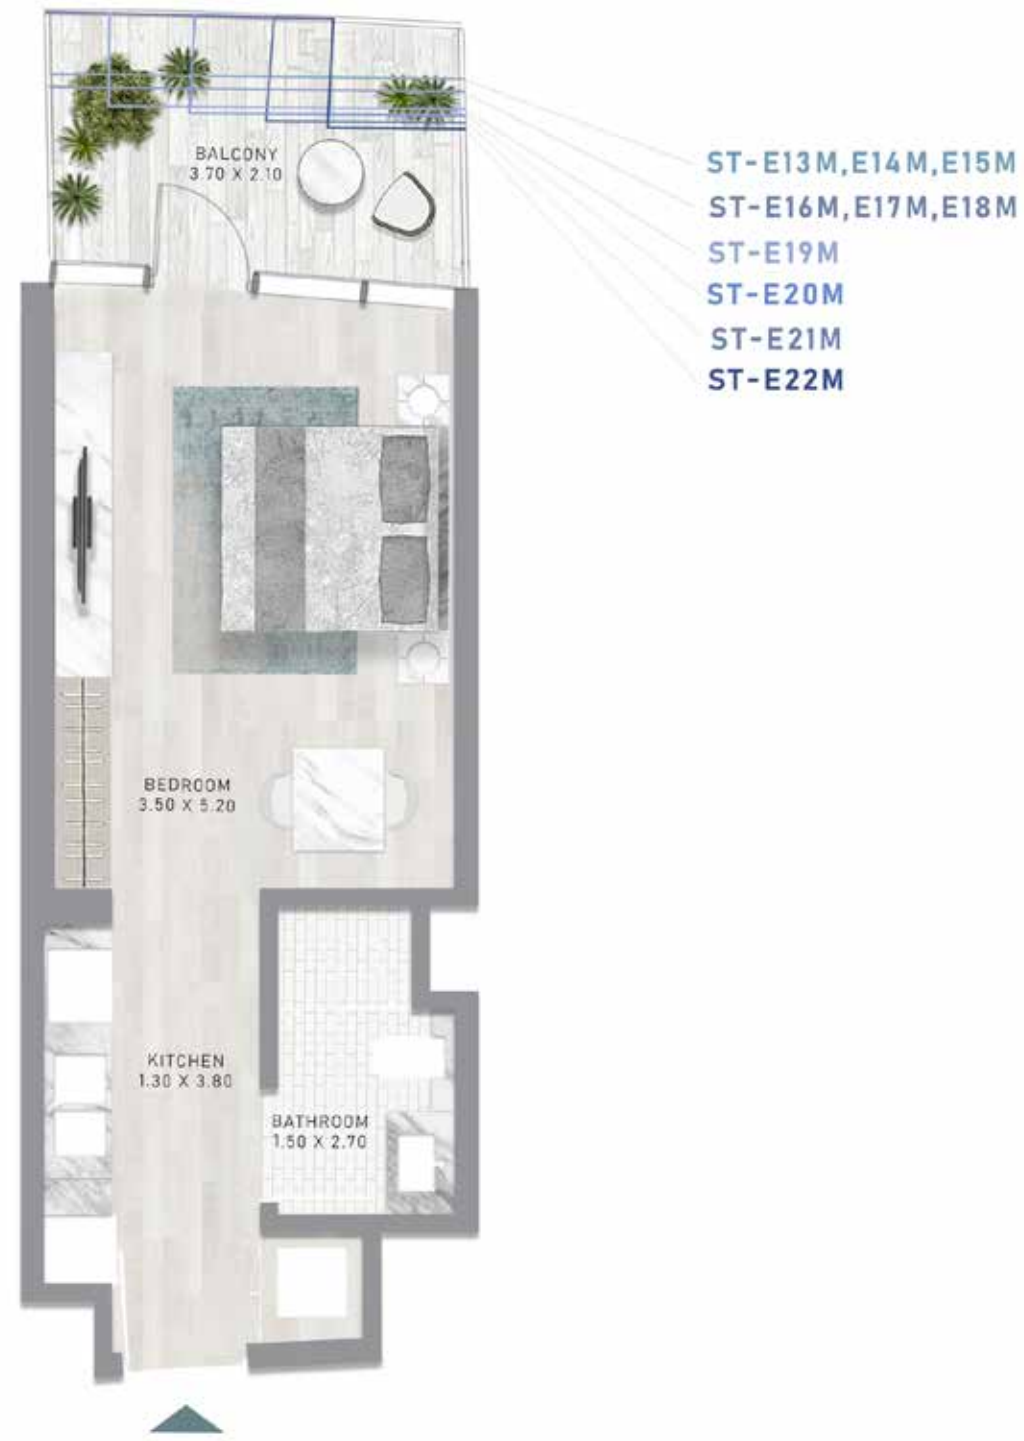 BALCONY
3.70 X 2.10
ST-E13M,E14M,E15M
ST-E16M,E17M,E18M
ST-E19M
ST-E20M
ST-E21M
ST-E22M
BEDROOM
3.50 X 5.20
KITCHEN
1.30 X 3.80
BATHROOM
1.50 X 2.70